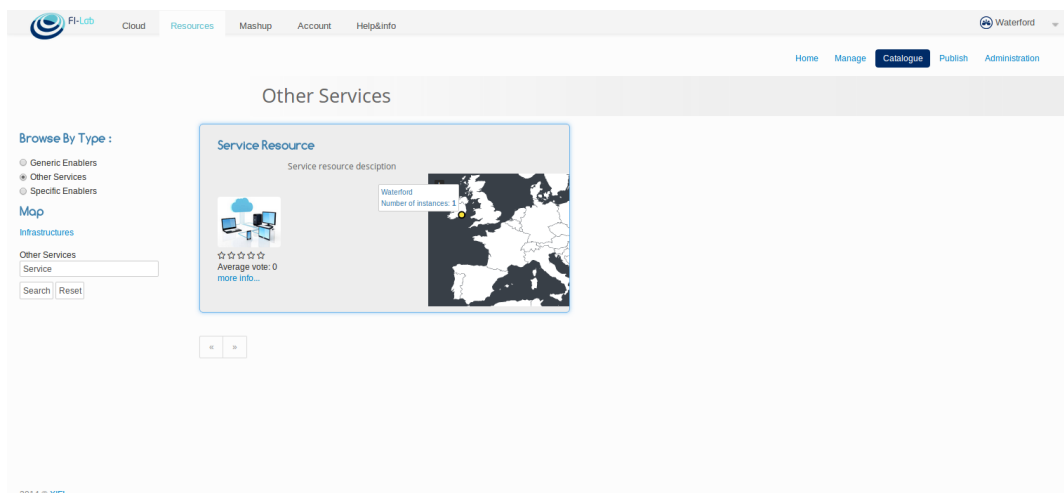 FI-Lab
Cloud Resources Mashup Account Help&info
Waterford
Home Manage Catalogue Publish Administration
Other Services
Browse By Type :
Generic Enablers
Other Services
Specific Enablers
Map
Infrastructures
Other Services
Service
Search Reset
Service Resource
Service resource desciption
Waterford
Number of instances: 1
Average vote: 0
more info...
« »
2014 © XIFI